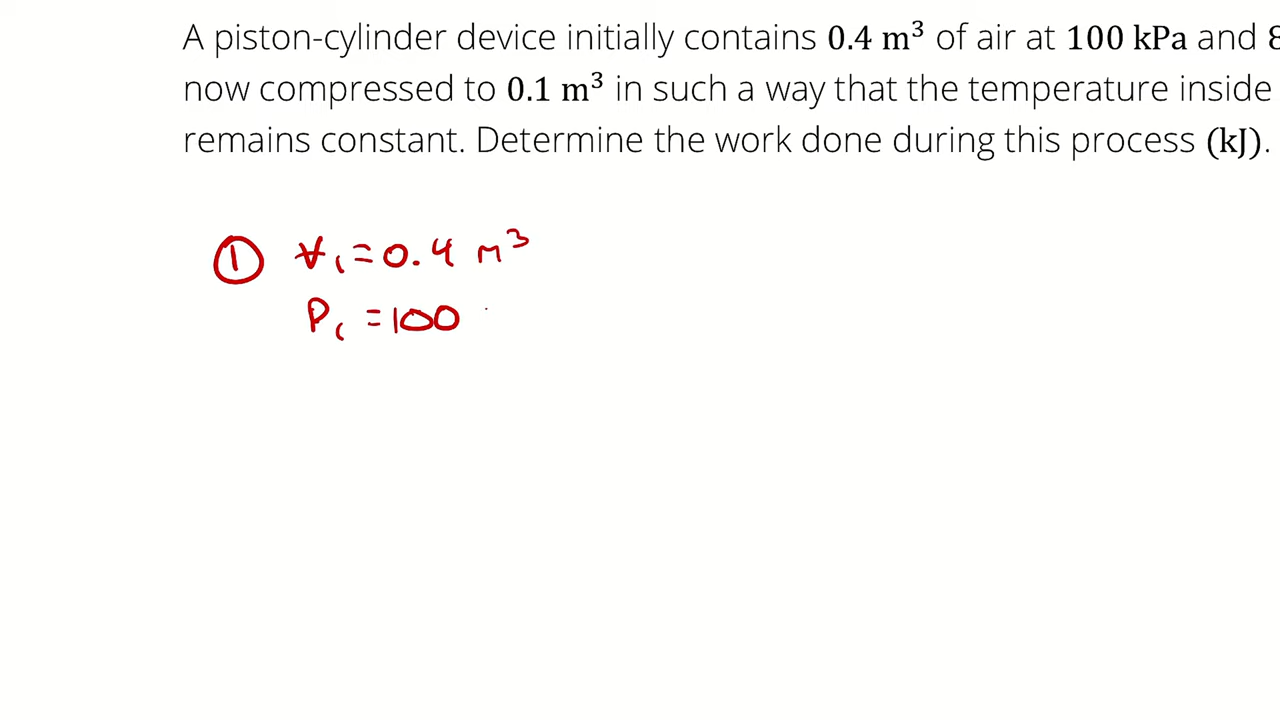 A piston-cylinder device initially contains 0.4 m³ of air at 100 kPa and 8
now compressed to 0.1 m³ in such a way that the temperature inside
remains constant. Determine the work done during this process (kJ).
① V₁ = 0.4 m³
P₁ = 100